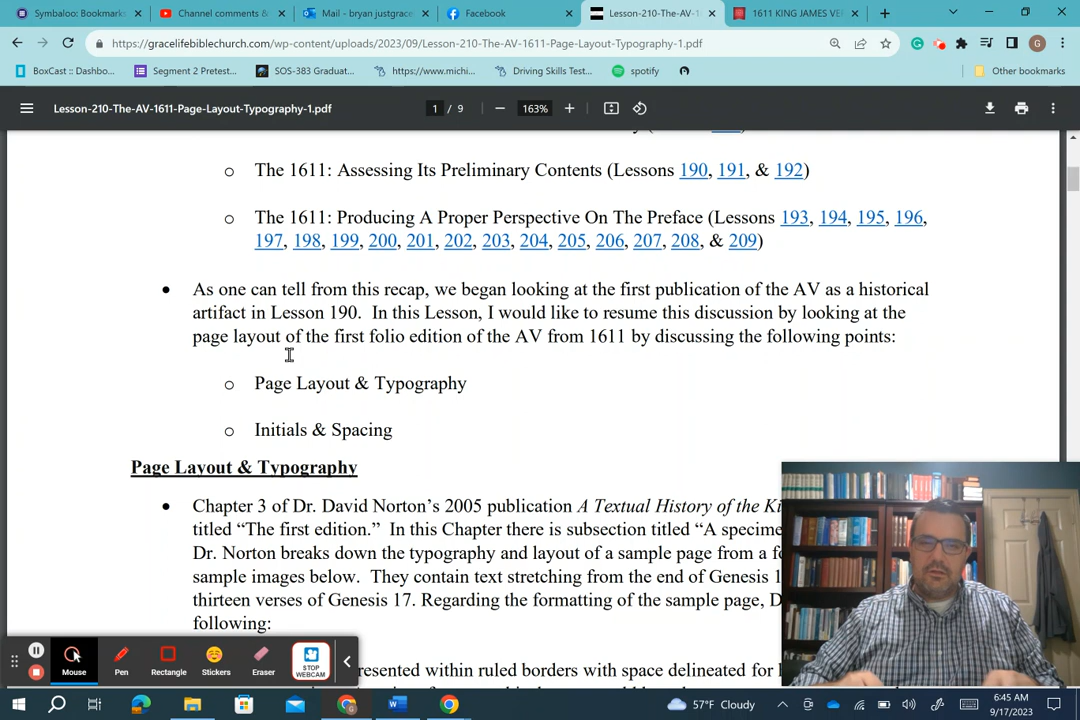 Symbaloo: Bookmarks
Channel comments &
Mail - bryan justgrace
Facebook
Lesson-210-The-AV-1
1611 KING JAMES VE
https://gracelifebiblechurch.com/wp-content/uploads/2023/09/Lesson-210-The-AV-1611-Page-Layout-Typography-1.pdf
G
BoxCast :: Dashbo...
Segment 2 Pretest...
SOS-383 Graduat...
https://www.michi...
Driving Skills Test...
spotify
Other bookmarks
Lesson-210-The-AV-1611-Page-Layout-Typography-1.pdf
1 / 9
163%
The 1611: Assessing Its Preliminary Contents (Lessons 190, 191, & 192)
The 1611: Producing A Proper Perspective On The Preface (Lessons 193, 194, 195, 196,
197, 198, 199, 200, 201, 202, 203, 204, 205, 206, 207, 208, & 209)
As one can tell from this recap, we began looking at the first publication of the AV as a historical
artifact in Lesson 190. In this Lesson, I would like to resume this discussion by looking at the
page layout of the first folio edition of the AV from 1611 by discussing the following points:
Page Layout & Typography
Initials & Spacing
Page Layout & Typography
Chapter 3 of Dr. David Norton's 2005 publication A Textual History of the Ki
titled "The first edition." In this Chapter there is subsection titled "A specime
Dr. Norton breaks down the typography and layout of a sample page from a fo
sample images below. They contain text stretching from the end of Genesis 1
thirteen verses of Genesis 17. Regarding the formatting of the sample page, D
following:
resented within ruled borders with space delineated for h
Mouse
Pen
Rectangle
Stickers
Eraser
STOP
WEBCAM
57°F Cloudy
6:45 AM
9/17/2023